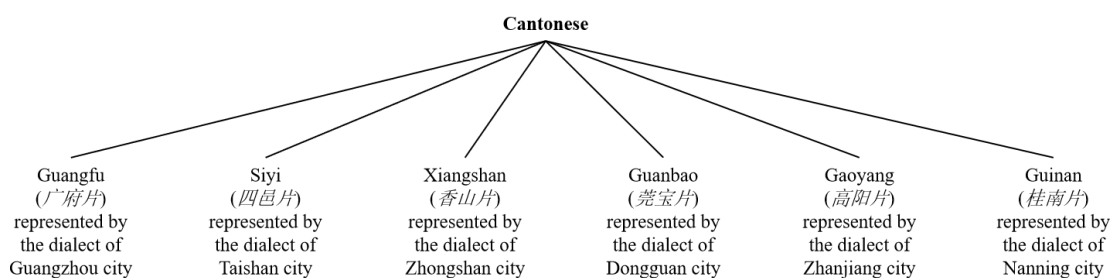 Cantonese
Guangfu
(广府片)
represented by
the dialect of
Guangzhou city
Siyi
(四邑片)
represented by
the dialect of
Taishan city
Xiangshan
(香山片)
represented by
the dialect of
Zhongshan city
Guanbao
(莞宝片)
represented by
the dialect of
Dongguan city
Gaoyang
(高阳片)
represented by
the dialect of
Zhanjiang city
Guinan
(桂南片)
represented by
the dialect of
Nanning city